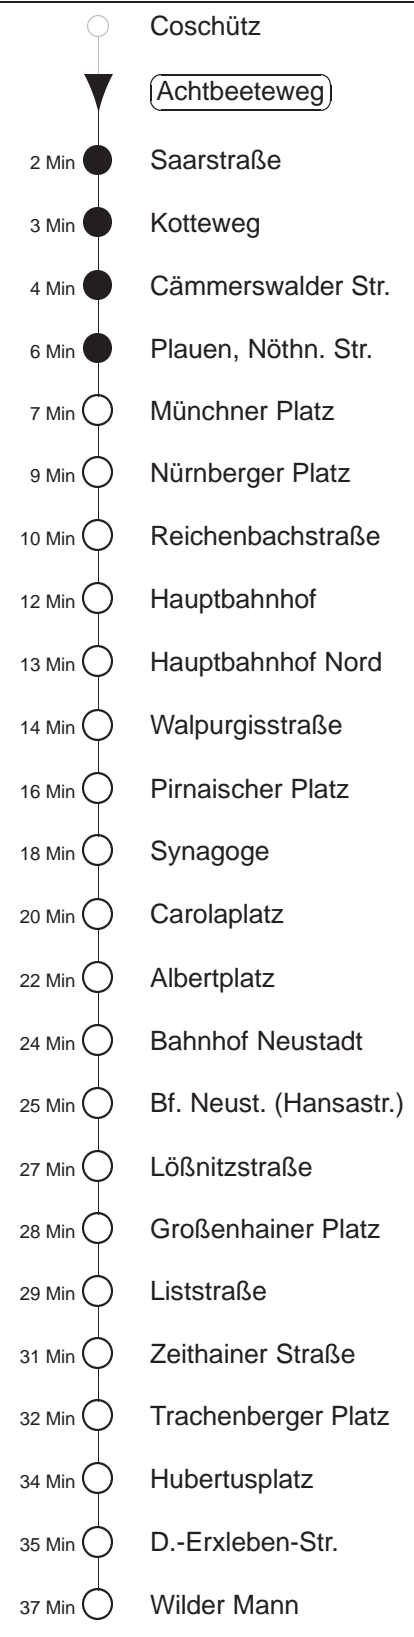 Coschütz
Achtbeeteweg
2 Min Saarstraße
3 Min Kotteweg
4 Min Cämmerswalder Str.
6 Min Plauen, Nöthn. Str.
7 Min Münchner Platz
9 Min Nürnberger Platz
10 Min Reichenbachstraße
12 Min Hauptbahnhof
13 Min Hauptbahnhof Nord
14 Min Walpurgisstraße
16 Min Pirnaischer Platz
18 Min Synagoge
20 Min Carolaplatz
22 Min Albertplatz
24 Min Bahnhof Neustadt
25 Min Bf. Neust. (Hansastr.)
27 Min Lößnitzstraße
28 Min Großenhainer Platz
29 Min Liststraße
31 Min Zeithainer Straße
32 Min Trachenberger Platz
34 Min Hubertusplatz
35 Min D.-Erxleben-Str.
37 Min Wilder Mann